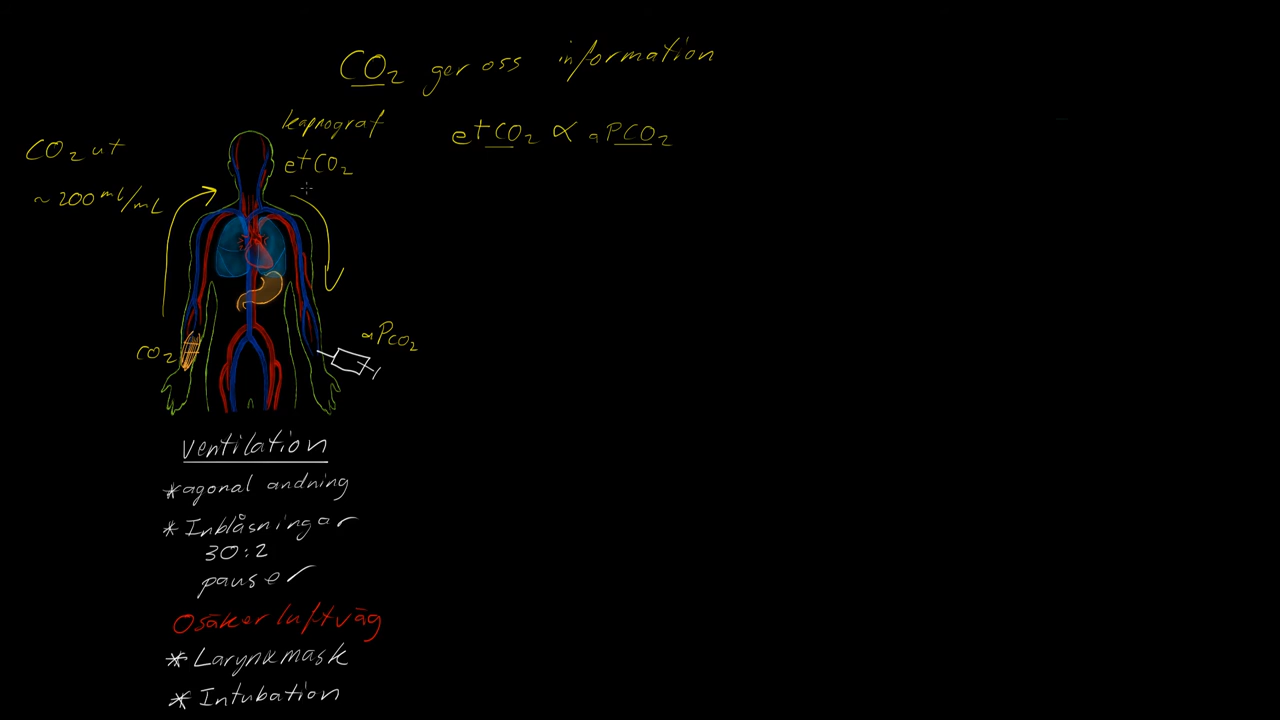 CO₂ ger oss information
kapnograf
etCO₂ ∝ aPCO₂
CO₂ ut
etCO₂
~200 ml/mL
aPCO₂
CO₂
Ventilation
*agonal andning
*Inblåsningar
30:2
pauser
Osäker luftväg
*Larynxmask
*Intubation